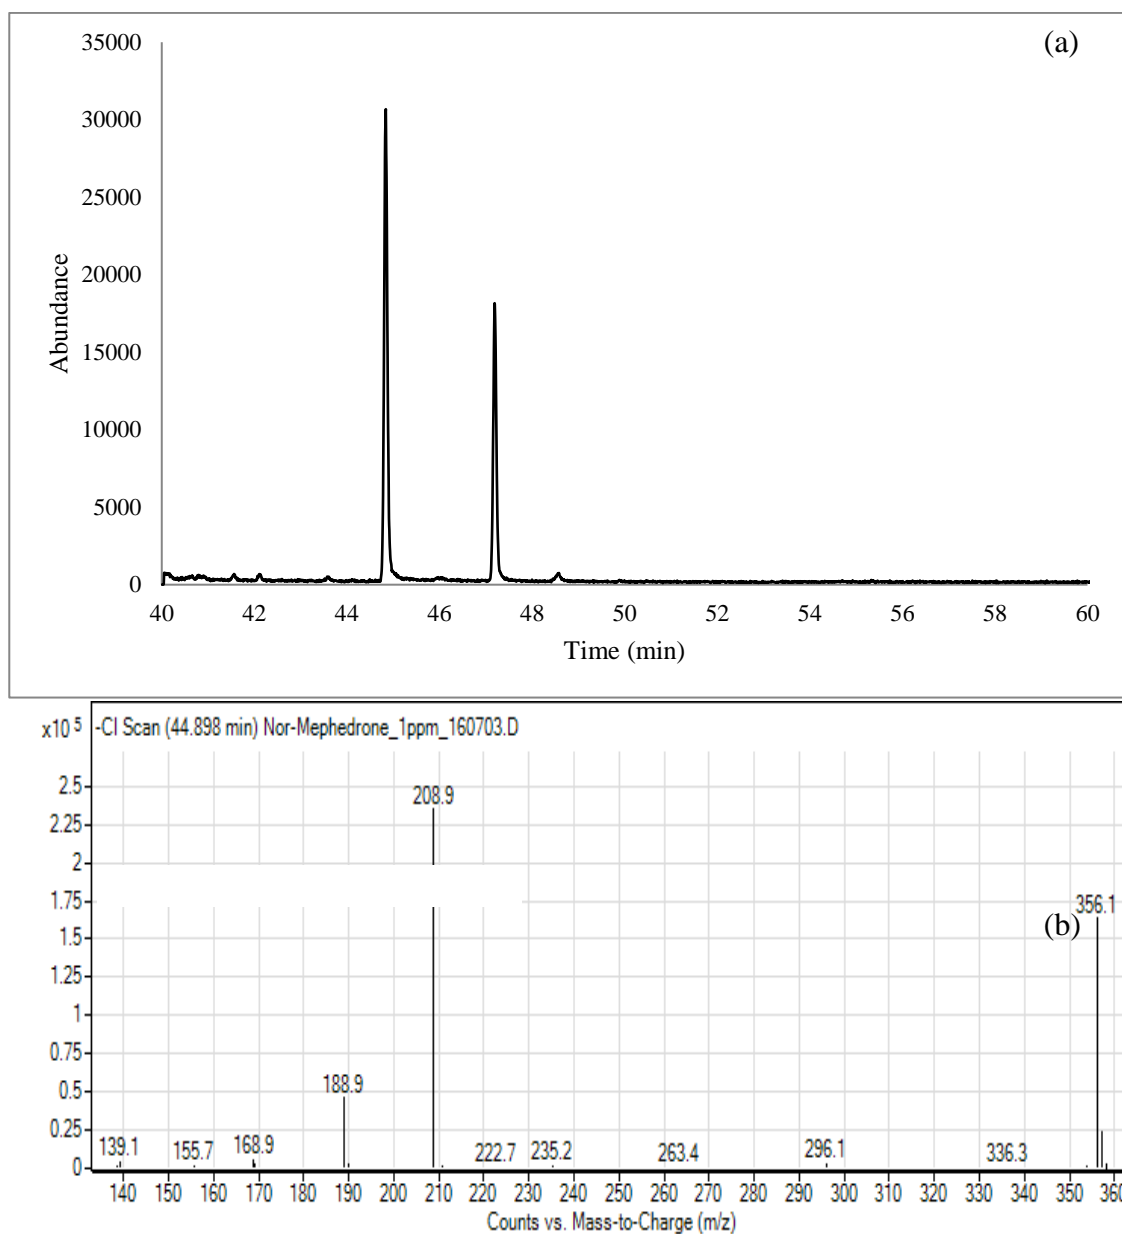 (a)
35000
30000
25000
20000
15000
10000
5000
0
Abundance
40 42 44 46 48 50 52 54 56 58 60
Time (min)
x10 5 -CI Scan (44.898 min) Nor-Mephedrone_1ppm_160703.D
2.5
2.25
2
1.75
1.5
1.25
1
0.75
0.5
0.25
0
208.9
356.1
(b)
188.9
139.1 155.7 168.9 222.7 235.2 263.4 296.1 336.3
140 150 160 170 180 190 200 210 220 230 240 250 260 270 280 290 300 310 320 330 340 350 360
Counts vs. Mass-to-Charge (m/z)